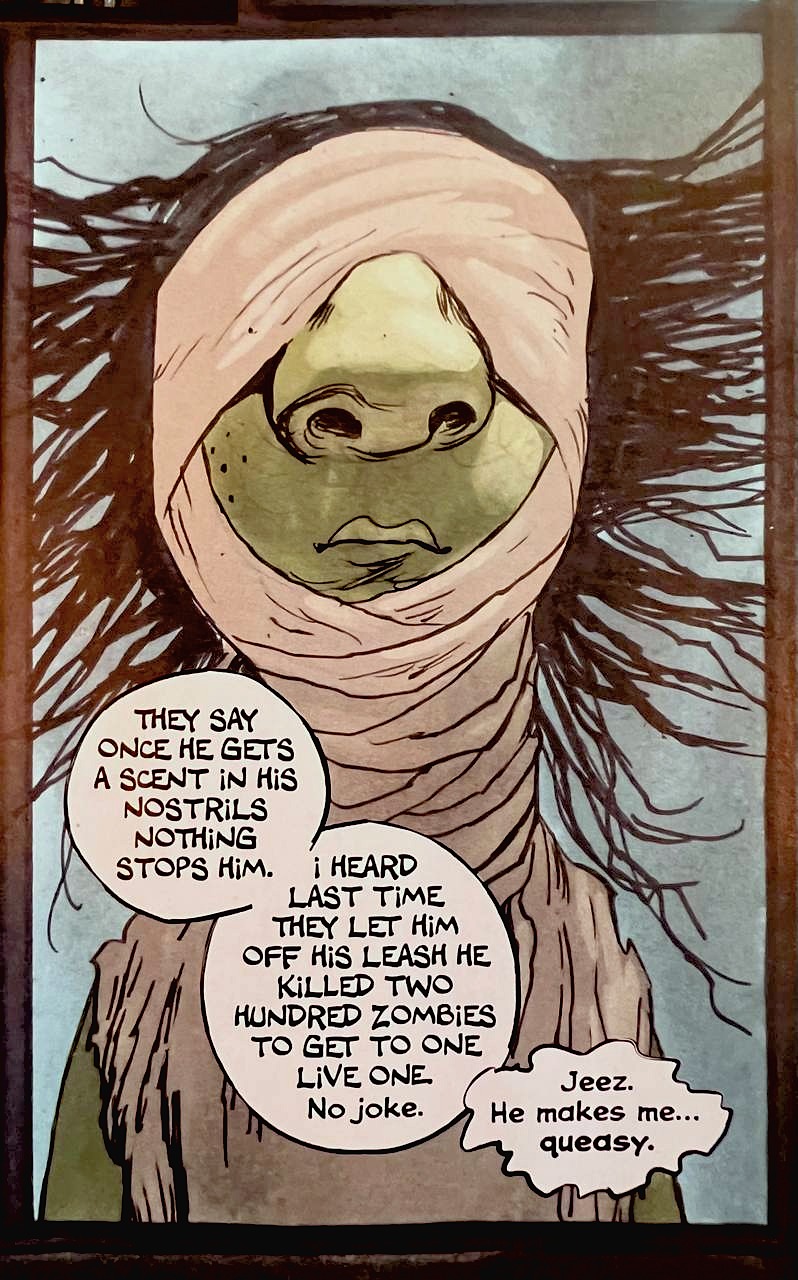 THEY SAY
ONCE HE GETS
A SCENT iN HiS
NOSTRiLS
NOTHiNG
STOPS HiM.
i HEARD
LAST TiME
THEY LET HiM
OFF HiS LEASH HE
KiLLED TWO
HUNDRED ZOMBiES
TO GET TO ONE
LiVE ONE.
No joke.
Jeez.
He makes me...
queasy.